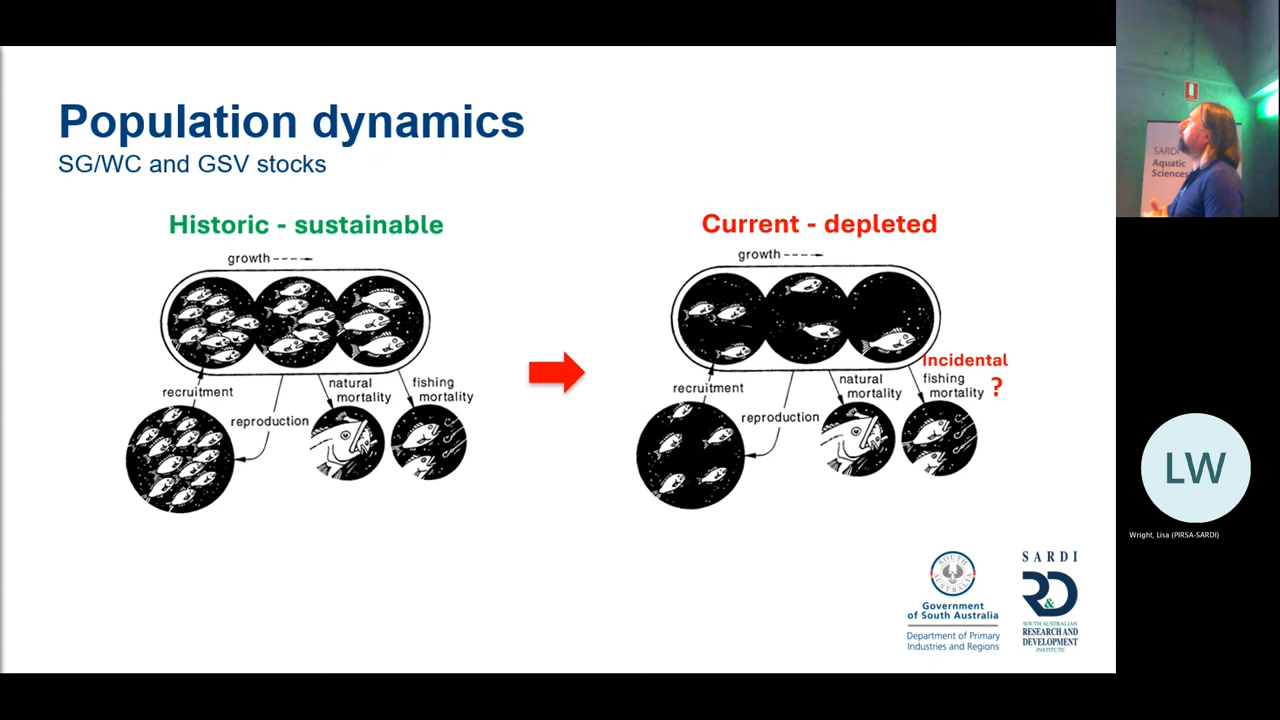 Population dynamics
SG/WC and GSV stocks
Historic - sustainable
growth
recruitment
reproduction
natural
mortality
fishing
mortality
Current - depleted
growth
recruitment
reproduction
natural
mortality
Incidental
fishing
mortality ?
SOUTH
AUSTRALIA
Government
of South Australia
Department of Primary
Industries and Regions
SARDI
R&D
SOUTH AUSTRALIAN
RESEARCH AND
DEVELOPMENT
INSTITUTE
SARDI
Aquatic
Sciences
LW
Wright, Lisa (PIRSA-SARDI)